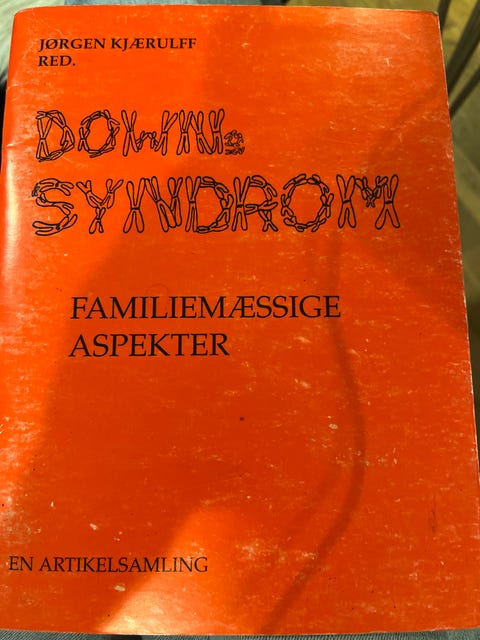 JØRGEN KJÆRULFF
RED.
DOWNs
SYNDROM
FAMILIEMÆSSIGE
ASPEKTER
EN ARTIKELSAMLING